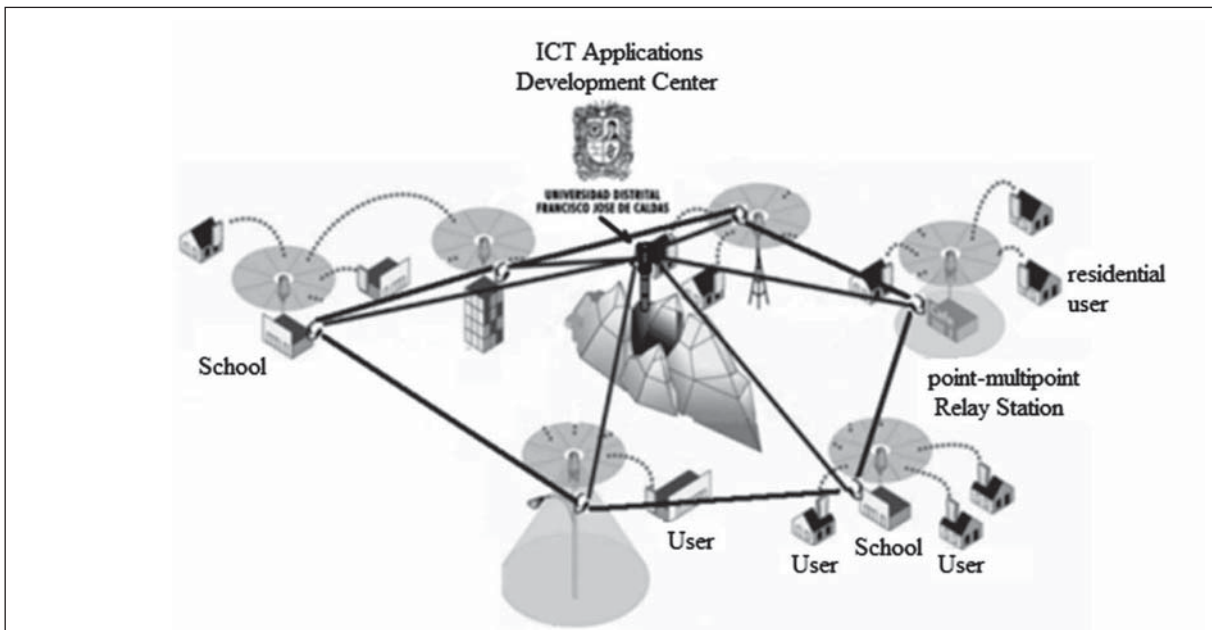 ICT Applications
Development Center
UNIVERSIDAD DISTRITAL
FRANCISCO JOSE DE CALDAS
residential
user
School
point-multipoint
Relay Station
User
User
School
User